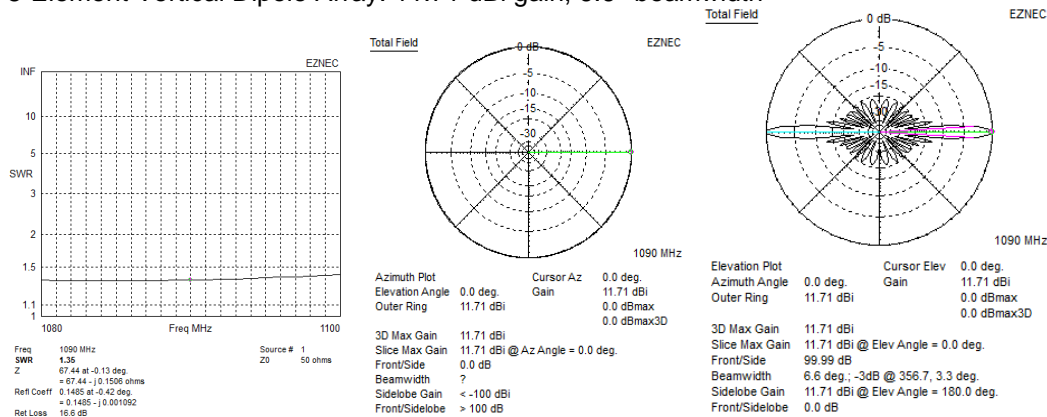 -Element Vertical Dipole Array: 11.71 dBi gain, beamwidth
EZNEC
INF
10
5
SWR
3
2
1.5
1.1
1
1080 Freq MHz 1100
Freq 1090 MHz Source # 1
SWR 1.35 Z0 50 ohms
Z 67.44 at -0.13 deg.
= 67.44 - j 0.1506 ohms
Refl Coeff 0.1485 at -0.42 deg.
= 0.1485 - j 0.001092
Ret Loss 16.6 dB
Total Field EZNEC
0 dB
-5
-10
-15
-30
1090 MHz
Azimuth Plot Cursor Az 0.0 deg.
Elevation Angle 0.0 deg. Gain 11.71 dBi
Outer Ring 11.71 dBi 0.0 dBmax
0.0 dBmax3D
3D Max Gain 11.71 dBi
Slice Max Gain 11.71 dBi @ Az Angle = 0.0 deg.
Front/Side 0.0 dB
Beamwidth ?
Sidelobe Gain < -100 dBi
Front/Sidelobe > 100 dB
Total Field EZNEC
0 dB
-5
-10
-15
1090 MHz
Elevation Plot Cursor Elev 0.0 deg.
Azimuth Angle 0.0 deg. Gain 11.71 dBi
Outer Ring 11.71 dBi 0.0 dBmax
0.0 dBmax3D
3D Max Gain 11.71 dBi
Slice Max Gain 11.71 dBi @ Elev Angle = 0.0 deg.
Front/Side 99.99 dB
Beamwidth 6.6 deg.; -3dB @ 356.7, 3.3 deg.
Sidelobe Gain 11.71 dBi @ Elev Angle = 180.0 deg.
Front/Sidelobe 0.0 dB